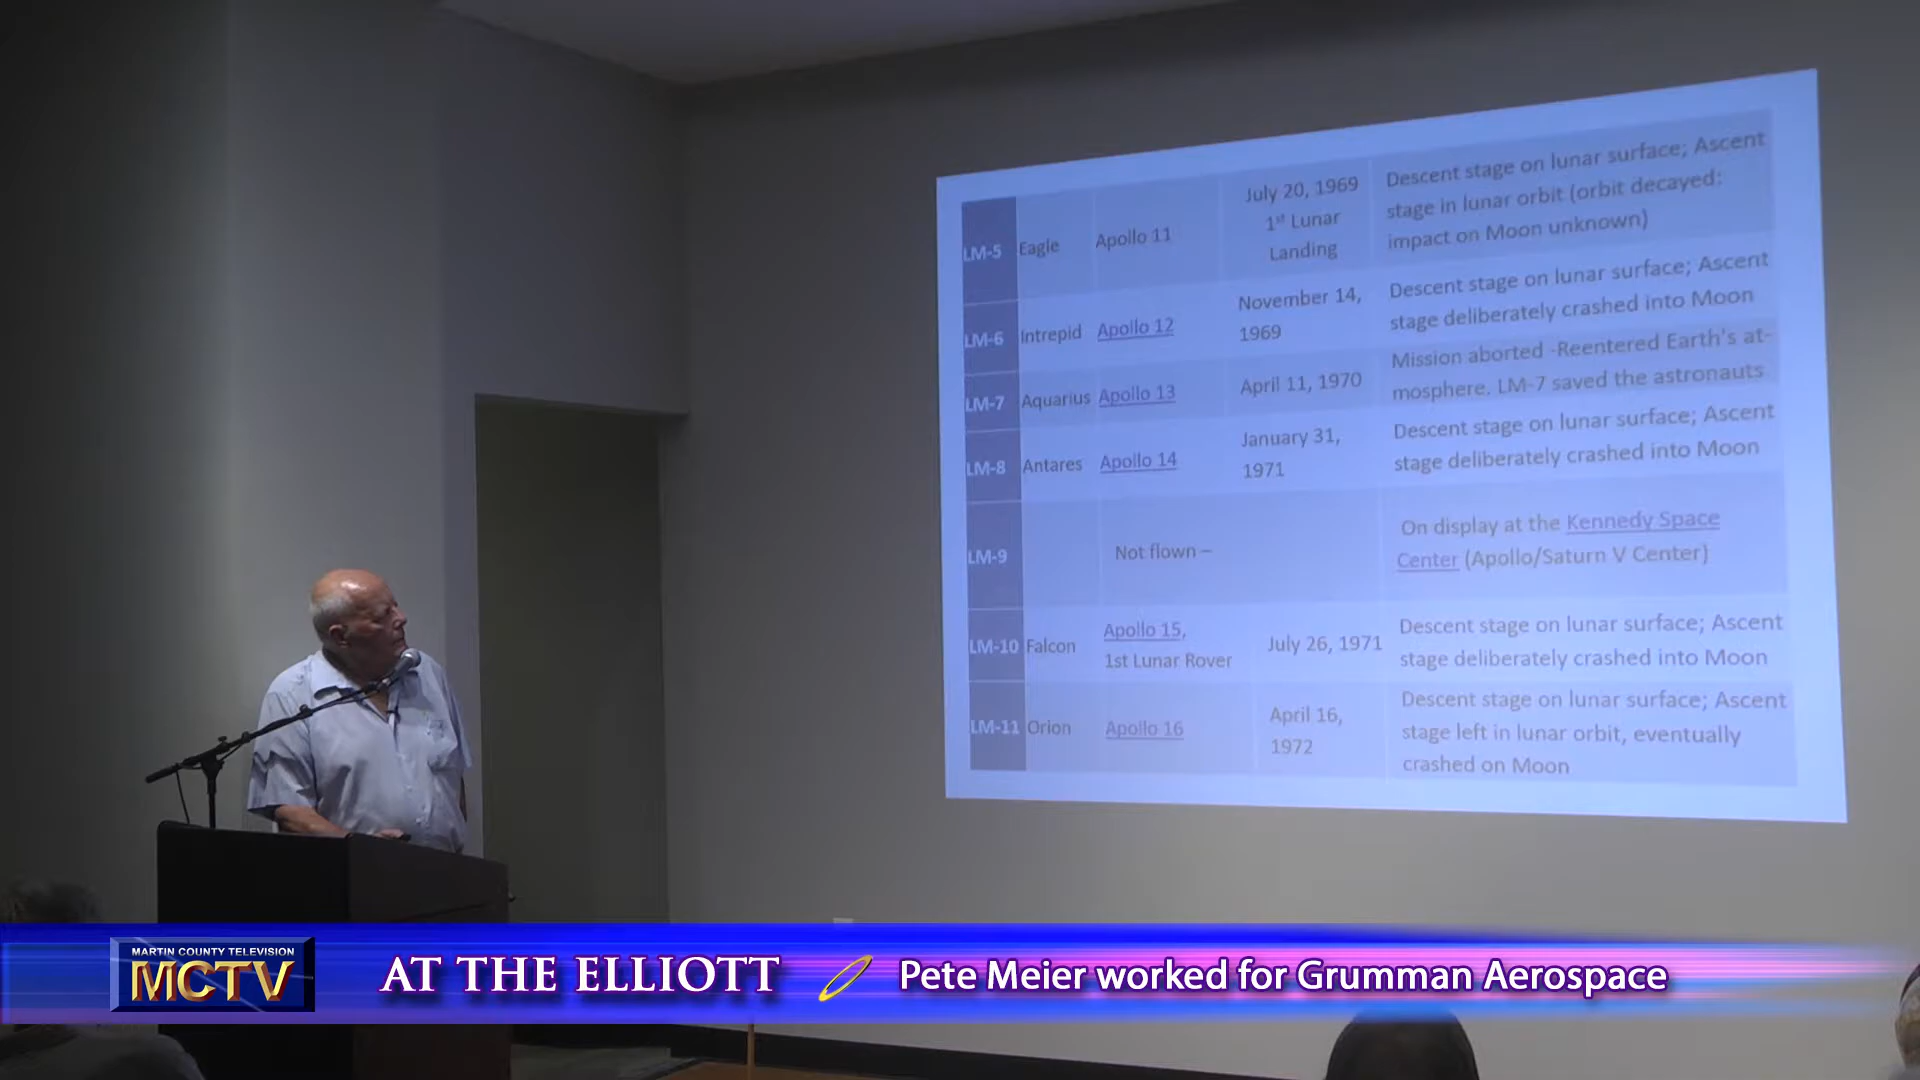 LM-5 Eagle Apollo 11 July 20, 1969 Descent stage on lunar surface; Ascent
1st Lunar stage in lunar orbit (orbit decayed:
Landing impact on Moon unknown)
LM-6 Intrepid Apollo 12 November 14, Descent stage on lunar surface; Ascent
1969 stage deliberately crashed into Moon
LM-7 Aquarius Apollo 13 April 11, 1970 Mission aborted -Reentered Earth's at-
mosphere. LM-7 saved the astronauts
LM-8 Antares Apollo 14 January 31, Descent stage on lunar surface; Ascent
1971 stage deliberately crashed into Moon
LM-9 Not flown – On display at the Kennedy Space
Center (Apollo/Saturn V Center)
LM-10 Falcon Apollo 15, July 26, 1971 Descent stage on lunar surface; Ascent
1st Lunar Rover stage deliberately crashed into Moon
LM-11 Orion Apollo 16 April 16, Descent stage on lunar surface; Ascent
1972 stage left in lunar orbit, eventually
crashed on Moon
MARTIN COUNTY TELEVISION
MCTV
AT THE ELLIOTT Pete Meier worked for Grumman Aerospace